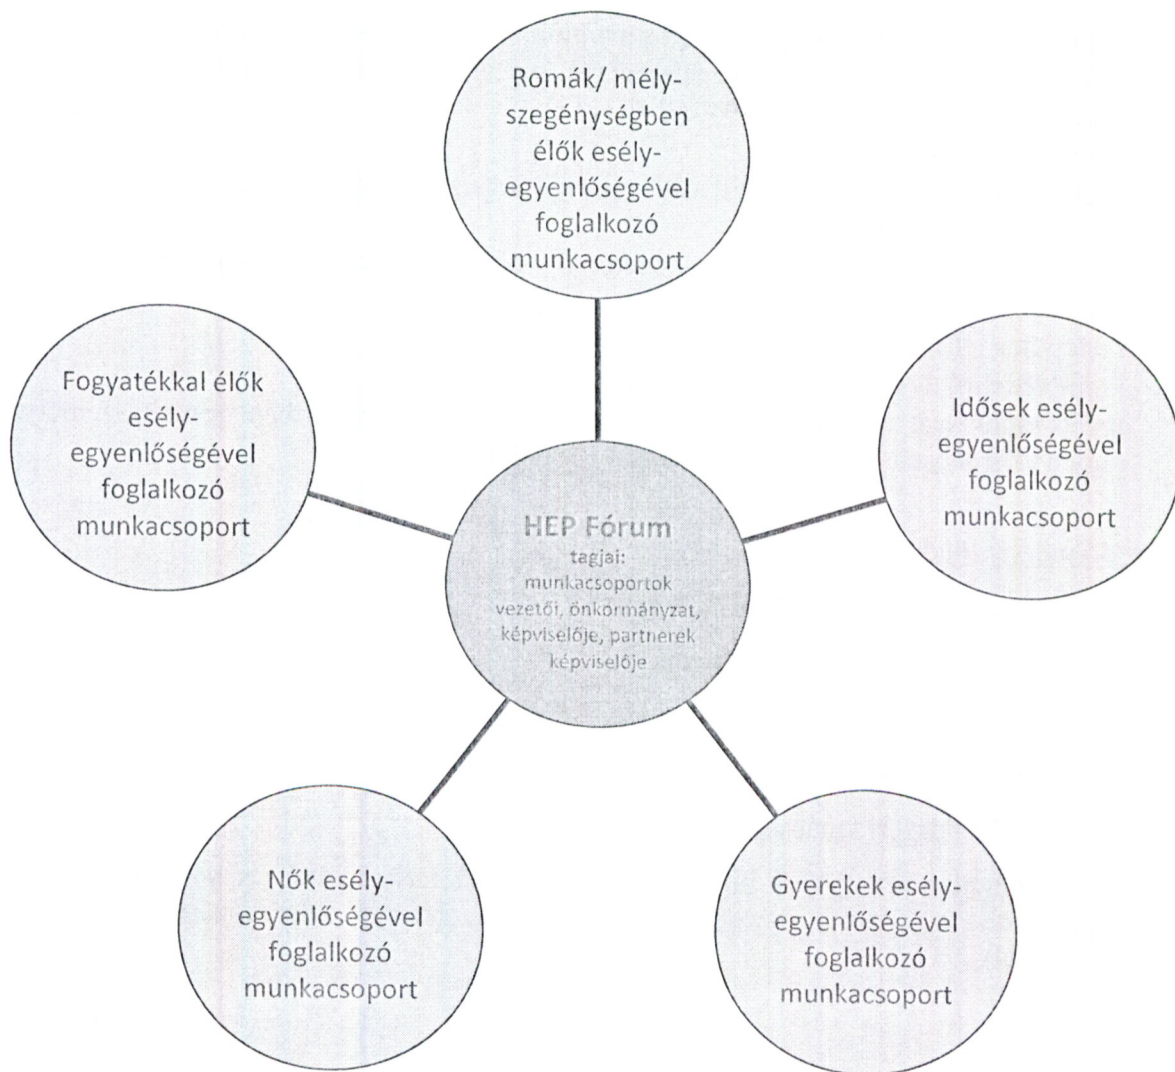 Romák/ mély-
szegénységben
élők esély-
egyenlőségével
foglalkozó
munkacsoport
Fogyatékkal élők
esély-
egyenlőségével
foglalkozó
munkacsoport
Idősek esély-
egyenlőségével
foglalkozó
munkacsoport
HEP Fórum
tagjai:
munkacsoportok
vezetői, önkormányzat,
képviselője, partnerek
képviselője
Nők esély-
egyenlőségével
foglalkozó
munkacsoport
Gyerekek esély-
egyenlőségével
foglalkozó
munkacsoport